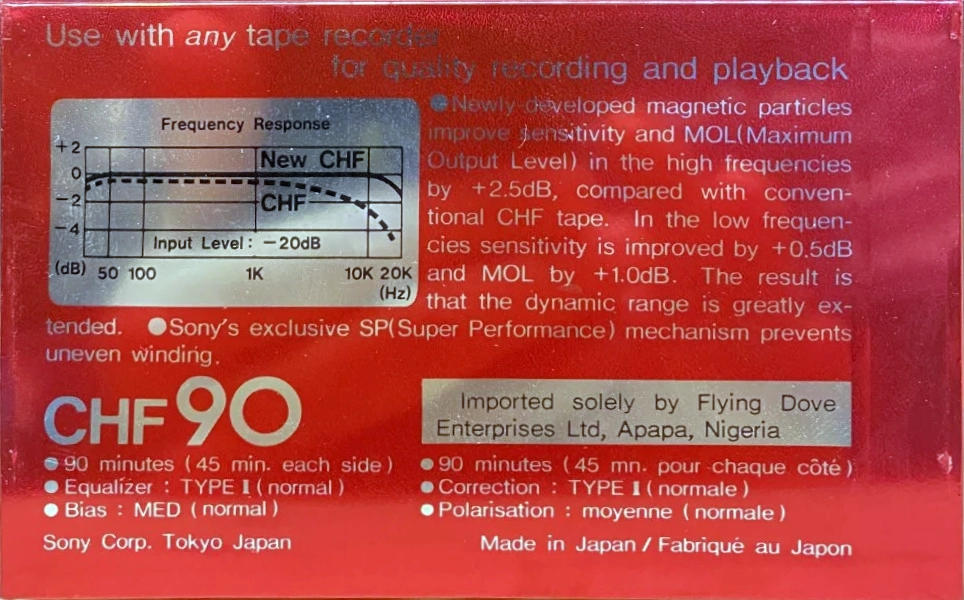 Use with any tape recorder
for quality recording and playback
Frequency Response
+2
0
−2
−4
New CHF
CHF
Input Level: −20dB
(dB) 50 100 1K 10K 20K
(Hz)
●Newly developed magnetic particles
improve sensitivity and MOL(Maximum
Output Level) in the high frequencies
by +2.5dB, compared with conven-
tional CHF tape. In the low frequen-
cies sensitivity is improved by +0.5dB
and MOL by +1.0dB. The result is
that the dynamic range is greatly ex-
tended. ●Sony's exclusive SP(Super Performance) mechanism prevents
uneven winding.
CHF 90
Imported solely by Flying Dove
Enterprises Ltd, Apapa, Nigeria
●90 minutes (45 min. each side)
●Equalizer : TYPE I (normal)
●Bias : MED (normal)
●90 minutes (45 mn. pour chaque côté)
●Correction : TYPE I (normale)
●Polarisation : moyenne (normale)
Sony Corp. Tokyo Japan
Made in Japan / Fabriqué au Japon